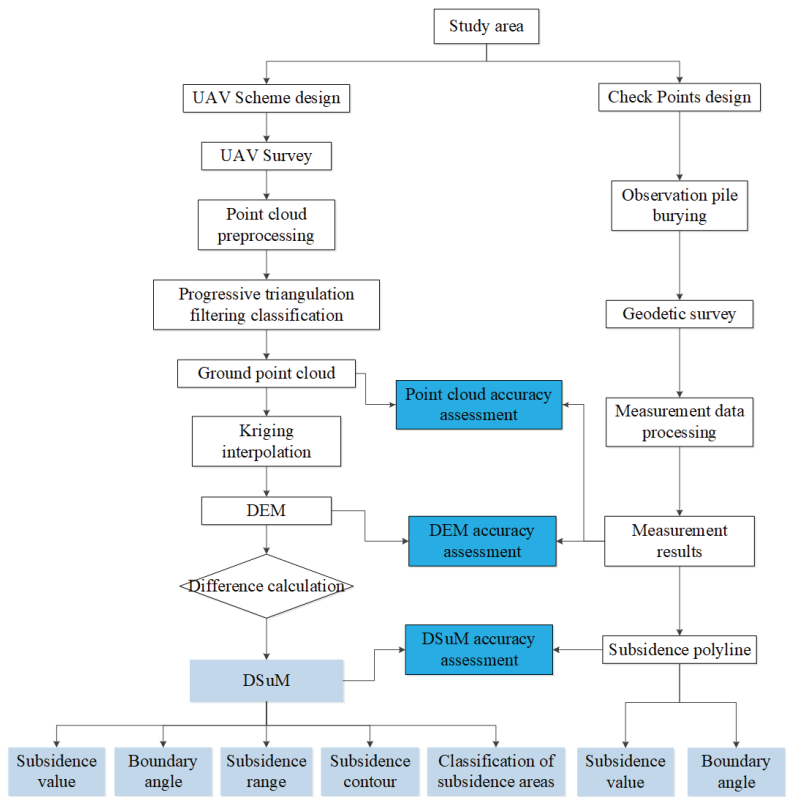 Study area
UAV Scheme design
Check Points design
UAV Survey
Point cloud
preprocessing
Observation pile
burying
Progressive triangulation
filtering classification
Geodetic survey
Ground point cloud
Point cloud accuracy
assessment
Measurement data
processing
Kriging
interpolation
DEM
DEM accuracy
assessment
Measurement
results
Difference calculation
DSuM accuracy
assessment
Subsidence polyline
DSuM
Subsidence
value
Boundary
angle
Subsidence
range
Subsidence
contour
Classification of
subsidence areas
Subsidence
value
Boundary
angle